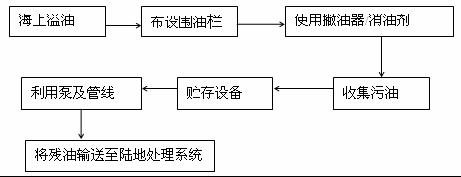 海上溢油
布设围油栏
使用撇油器/消油剂
收集污油
贮存设备
利用泵及管线
将残油输送至陆地处理系统